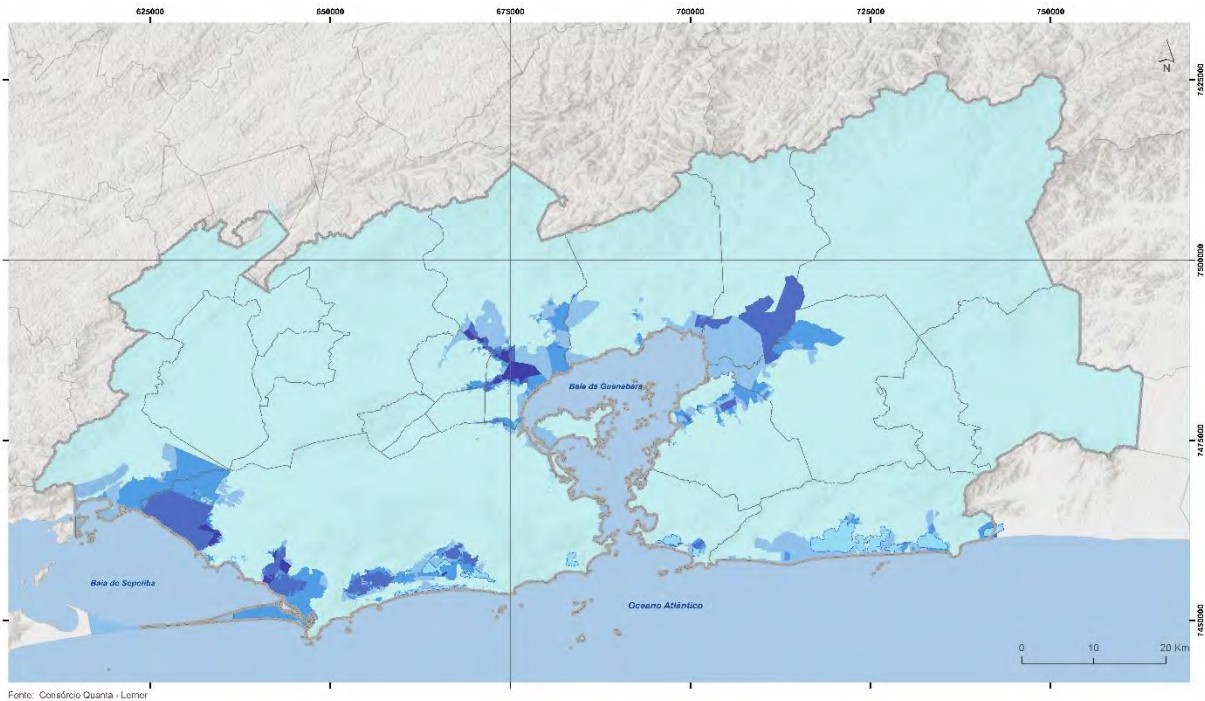 625000 650000 675000 700000 725000 750000
N
7525000
7500000
Baía da Guanabara
7475000
Baía de Sepetiba
Oceano Atlântico
7450000
0 10 20 Km
Fonte: Consórcio Quanta - Lerner